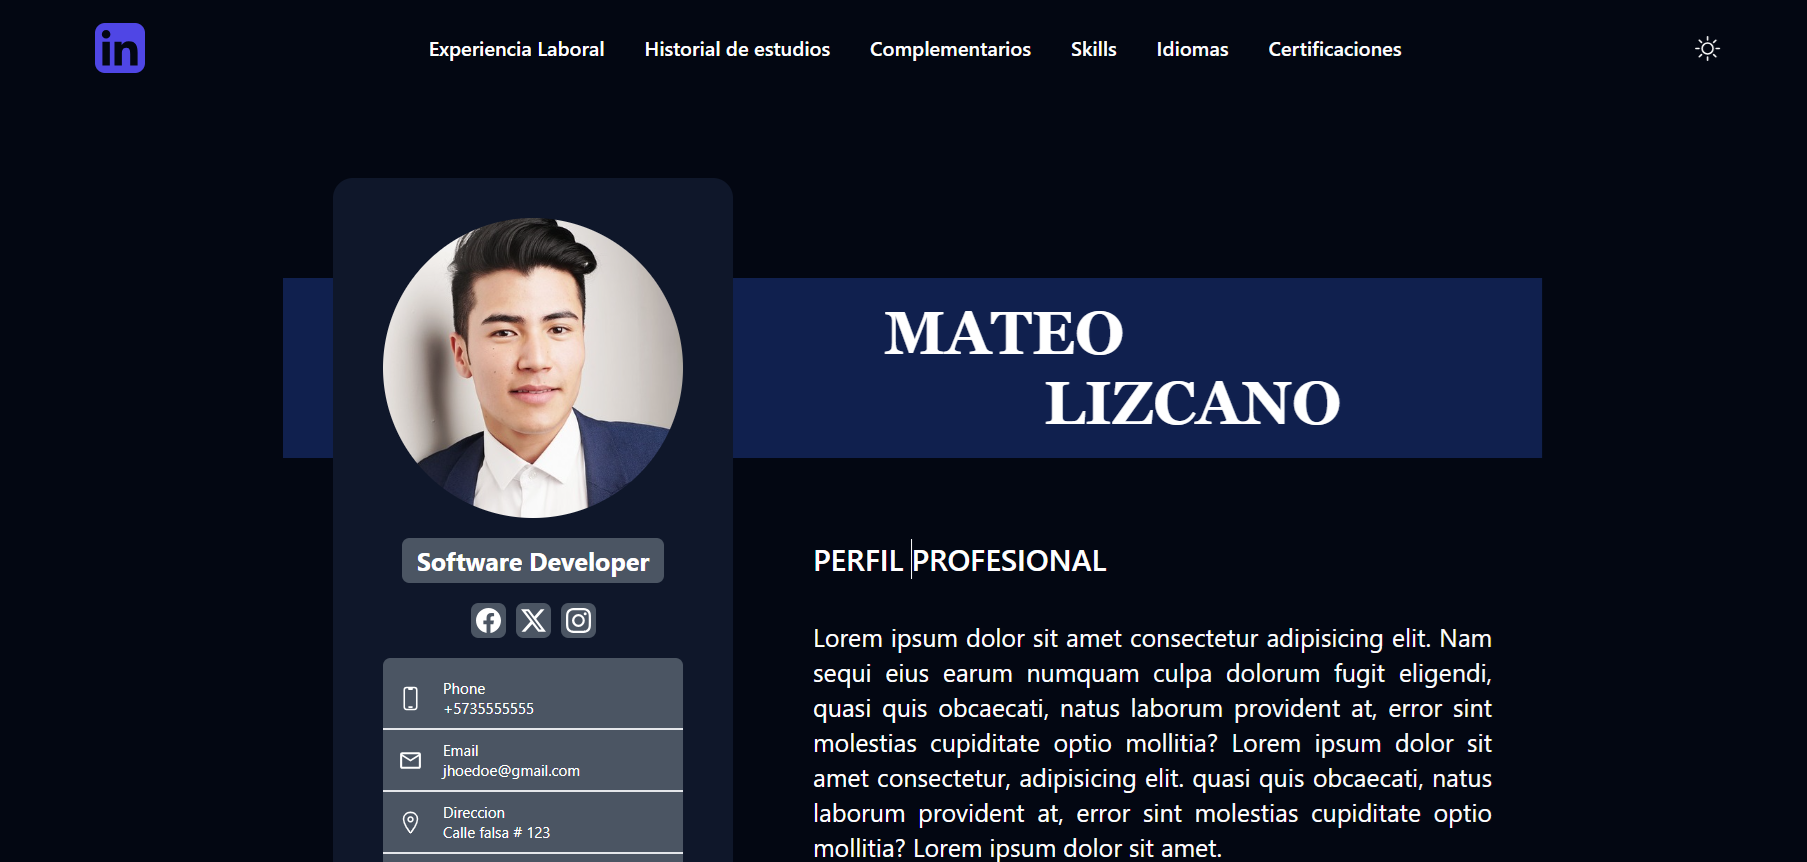 in
Experiencia Laboral
Historial de estudios
Complementarios
Skills
Idiomas
Certificaciones
MATEO
LIZCANO
Software Developer
Phone
+5735555555
Email
jhoedoe@gmail.com
Direccion
Calle falsa # 123
PERFIL PROFESIONAL
Lorem ipsum dolor sit amet consectetur adipisicing elit. Nam
sequi eius earum numquam culpa dolorum fugit eligendi,
quasi quis obcaecati, natus laborum provident at, error sint
molestias cupiditate optio mollitia? Lorem ipsum dolor sit
amet consectetur, adipisicing elit. quasi quis obcaecati, natus
laborum provident at, error sint molestias cupiditate optio
mollitia? Lorem ipsum dolor sit amet.